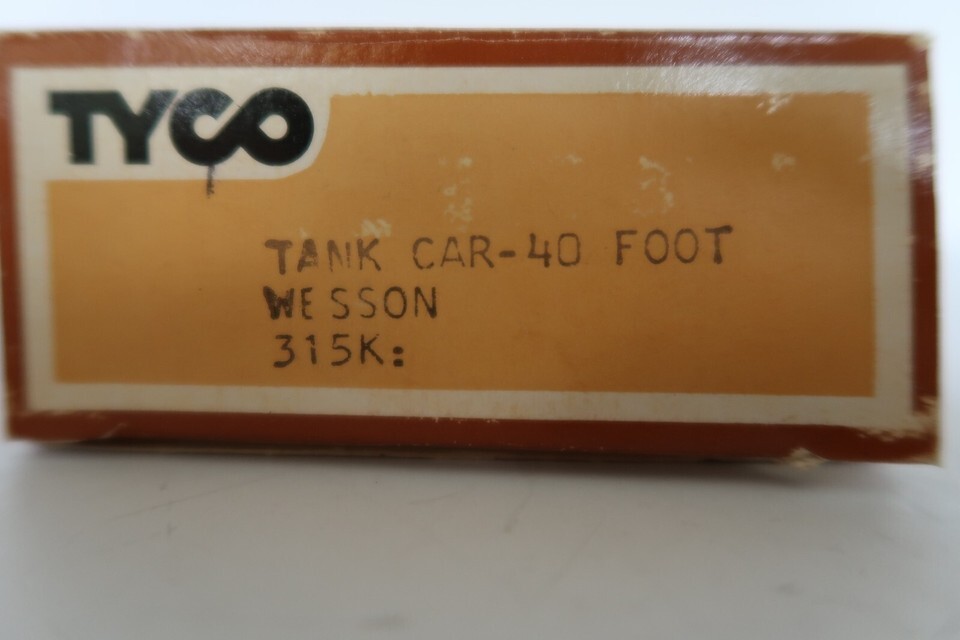 TYCO
TANK CAR-40 FOOT
WESSON
315K: